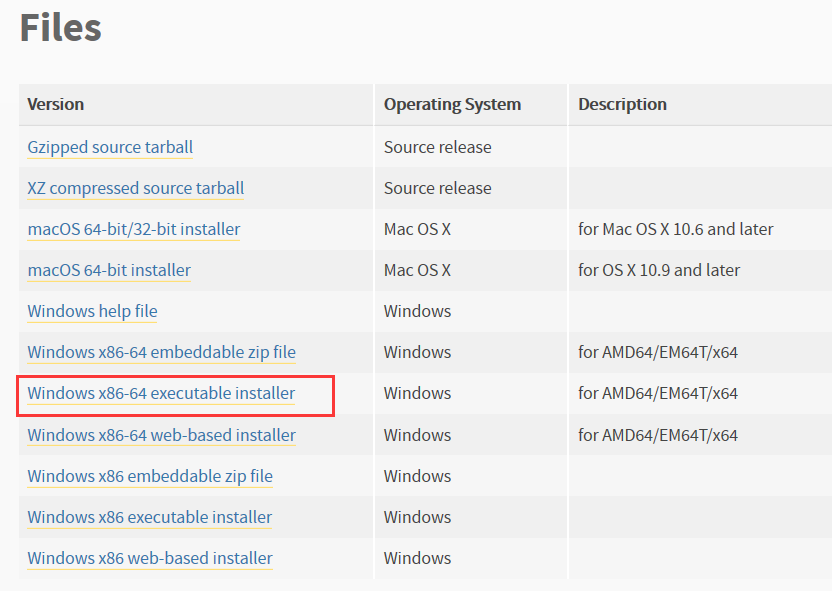 Files
Version Operating System Description
Gzipped source tarball Source release
XZ compressed source tarball Source release
macOS 64-bit/32-bit installer Mac OS X for Mac OS X 10.6 and later
macOS 64-bit installer Mac OS X for OS X 10.9 and later
Windows help file Windows
Windows x86-64 embeddable zip file Windows for AMD64/EM64T/x64
Windows x86-64 executable installer Windows for AMD64/EM64T/x64
Windows x86-64 web-based installer Windows for AMD64/EM64T/x64
Windows x86 embeddable zip file Windows
Windows x86 executable installer Windows
Windows x86 web-based installer Windows